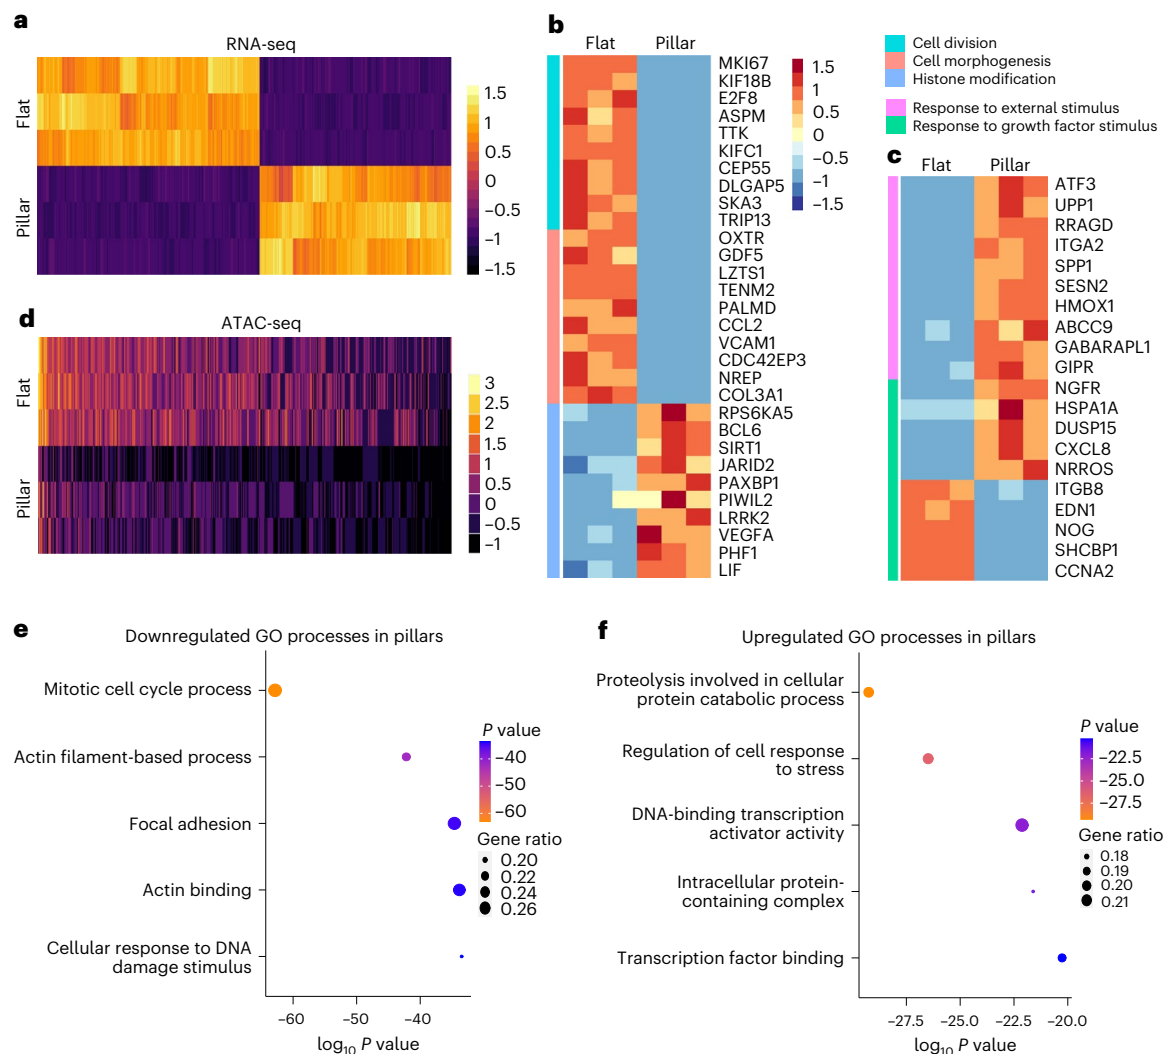 a
RNA-seq
Flat
Pillar
1.5
1
0.5
0
−0.5
−1
−1.5
b
Flat
Pillar
MKI67
KIF18B
E2F8
ASPM
TTK
KIFC1
CEP55
DLGAP5
SKA3
TRIP13
OXTR
GDF5
LZTS1
TENM2
PALMD
CCL2
VCAM1
CDC42EP3
NREP
COL3A1
RPS6KA5
BCL6
SIRT1
JARID2
PAXBP1
PIWIL2
LRRK2
VEGFA
PHF1
LIF
1.5
1
0.5
0
−0.5
−1
−1.5
Cell division
Cell morphogenesis
Histone modification
Response to external stimulus
Response to growth factor stimulus
c
Flat
Pillar
ATF3
UPP1
RRAGD
ITGA2
SPP1
SESN2
HMOX1
ABCC9
GABARAPL1
GIPR
NGFR
HSPA1A
DUSP15
CXCL8
NRROS
ITGB8
EDN1
NOG
SHCBP1
CCNA2
d
ATAC-seq
Flat
Pillar
3
2.5
2
1.5
1
0.5
0
−0.5
−1
e
Downregulated GO processes in pillars
Mitotic cell cycle process
Actin filament-based process
Focal adhesion
Actin binding
Cellular response to DNA
damage stimulus
−60
−50
−40
log10 P value
P value
−40
−50
−60
Gene ratio
0.20
0.22
0.24
0.26
f
Upregulated GO processes in pillars
Proteolysis involved in cellular
protein catabolic process
Regulation of cell response
to stress
DNA-binding transcription
activator activity
Intracellular protein-
containing complex
Transcription factor binding
−27.5
−25.0
−22.5
−20.0
log10 P value
P value
−22.5
−25.0
−27.5
Gene ratio
0.18
0.19
0.20
0.21